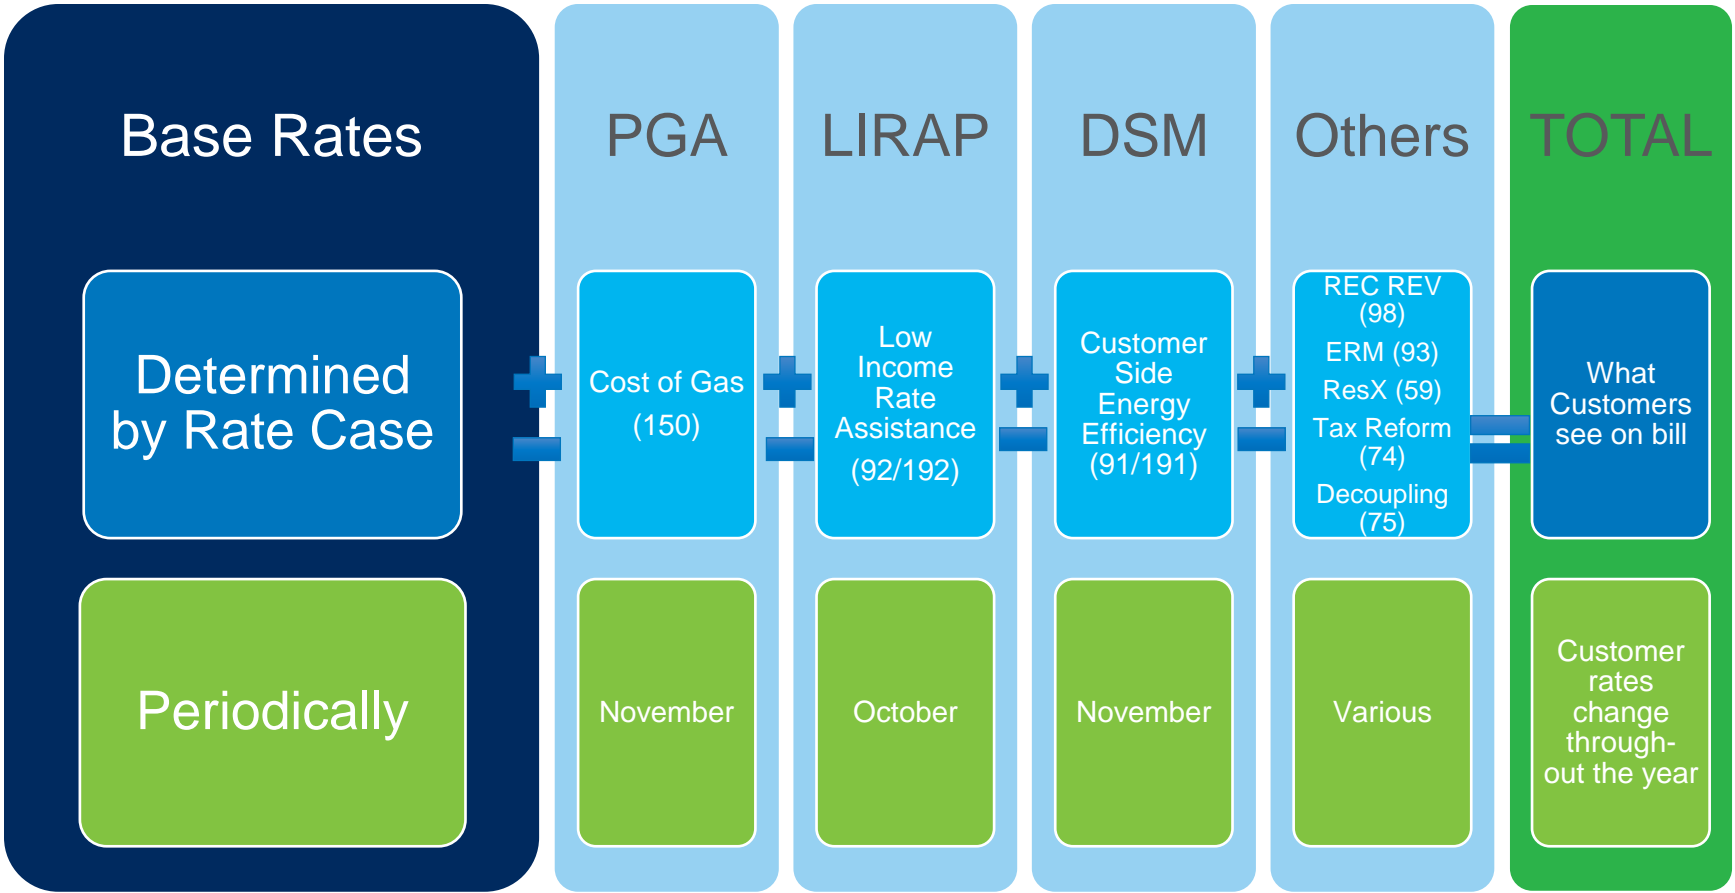 Base Rates
PGA
LIRAP
DSM
Others
TOTAL
Determined
by Rate Case
Cost of Gas
(150)
Low
Income
Rate
Assistance
(92/192)
Customer
Side
Energy
Efficiency
(91/191)
REC REV
(98)
ERM (93)
ResX (59)
Tax Reform
(74)
Decoupling
(75)
What
Customers
see on bill
Periodically
November
October
November
Various
Customer
rates
change
through-
out the year